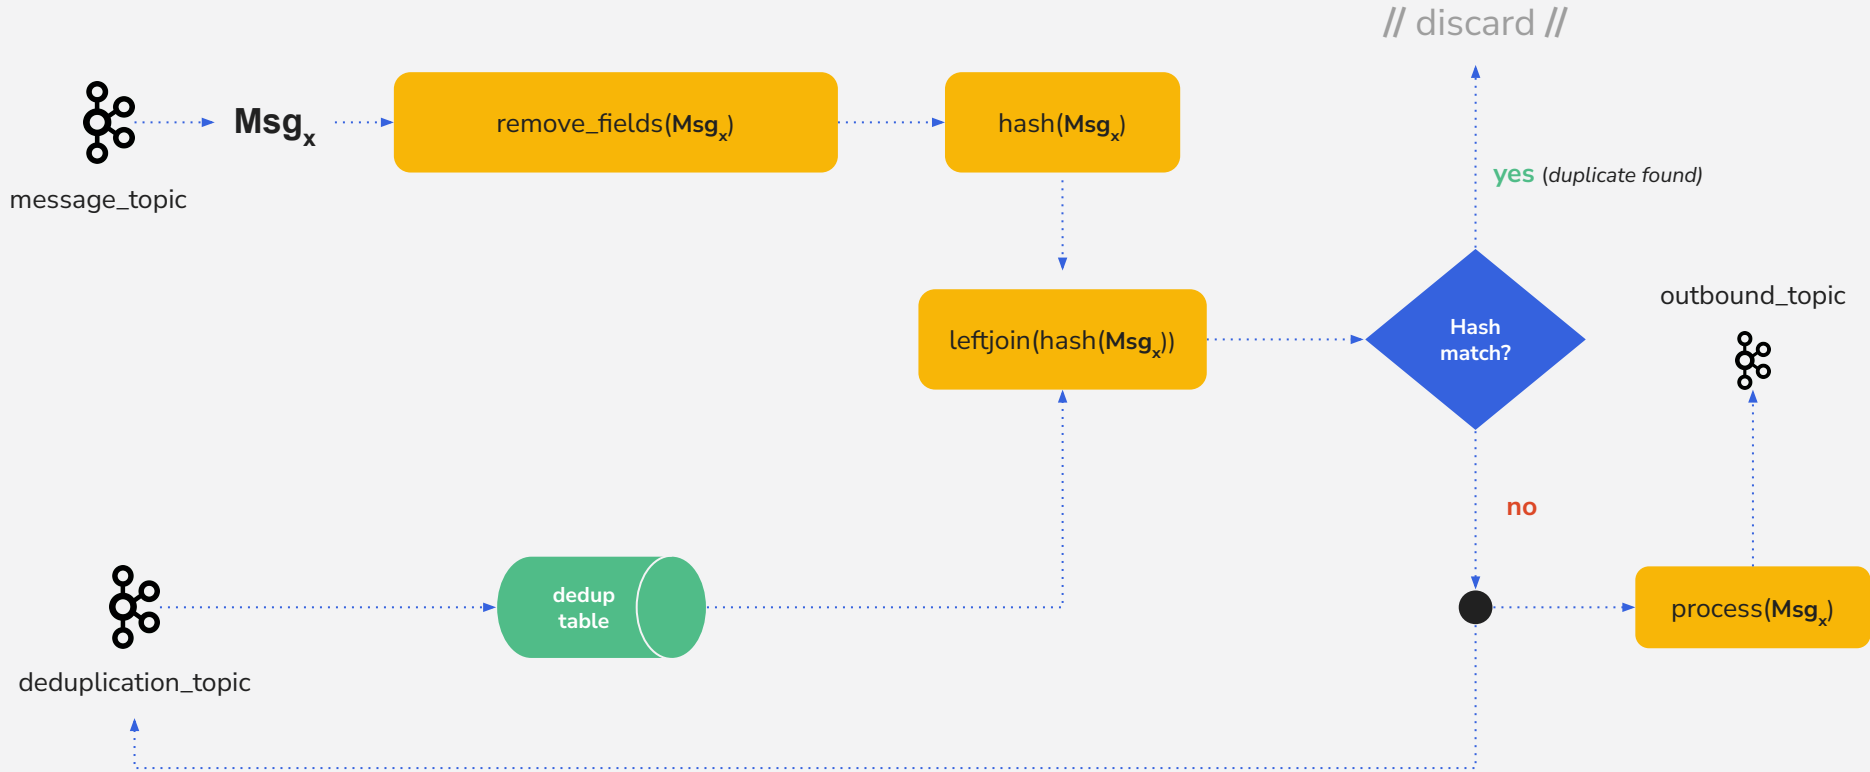 // discard //
Msgx
remove_fields(Msgx)
hash(Msgx)
message_topic
yes (duplicate found)
outbound_topic
leftjoin(hash(Msgx))
Hash
match?
no
dedup
table
process(Msgx)
deduplication_topic